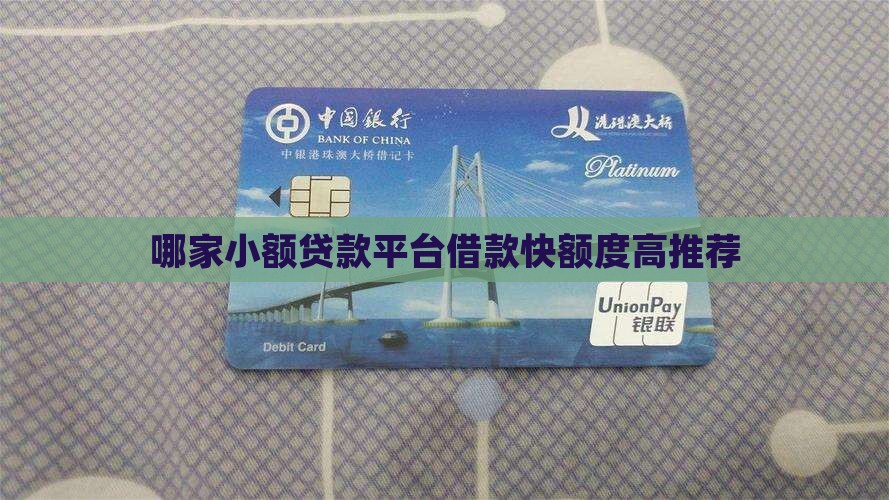 中国银行
BANK OF CHINA
中银港珠澳大桥借记卡
港珠澳大桥
Platinum
哪家小额贷款平台借款快额度高推荐
UnionPay
银联
Debit Card